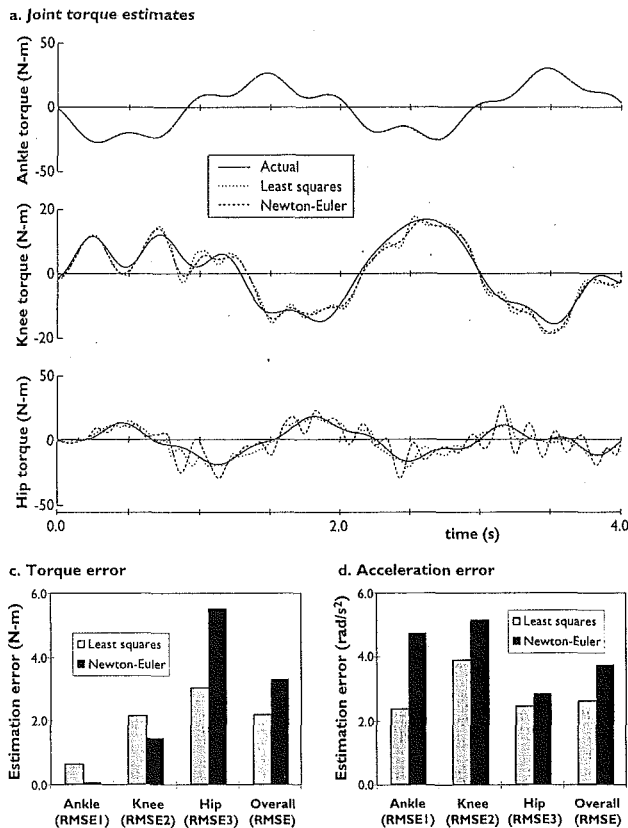 a. Joint torque estimates
Ankle torque (N-m)
50
0
-50
Actual
Least squares
Newton-Euler
Knee torque (N-m)
20
0
-20
Hip torque (N-m)
50
0
-50
0.0
2.0
4.0
time (s)
c. Torque error
Estimation error (N-m)
6.0
4.0
2.0
0.0
Least squares
Newton-Euler
Ankle Knee Hip Overall
(RMSE1) (RMSE2) (RMSE3) (RMSE)
d. Acceleration error
Estimation error (rad/s²)
6.0
4.0
2.0
0.0
Least squares
Newton-Euler
Ankle Knee Hip Overall
(RMSE1) (RMSE2) (RMSE3) (RMSE)